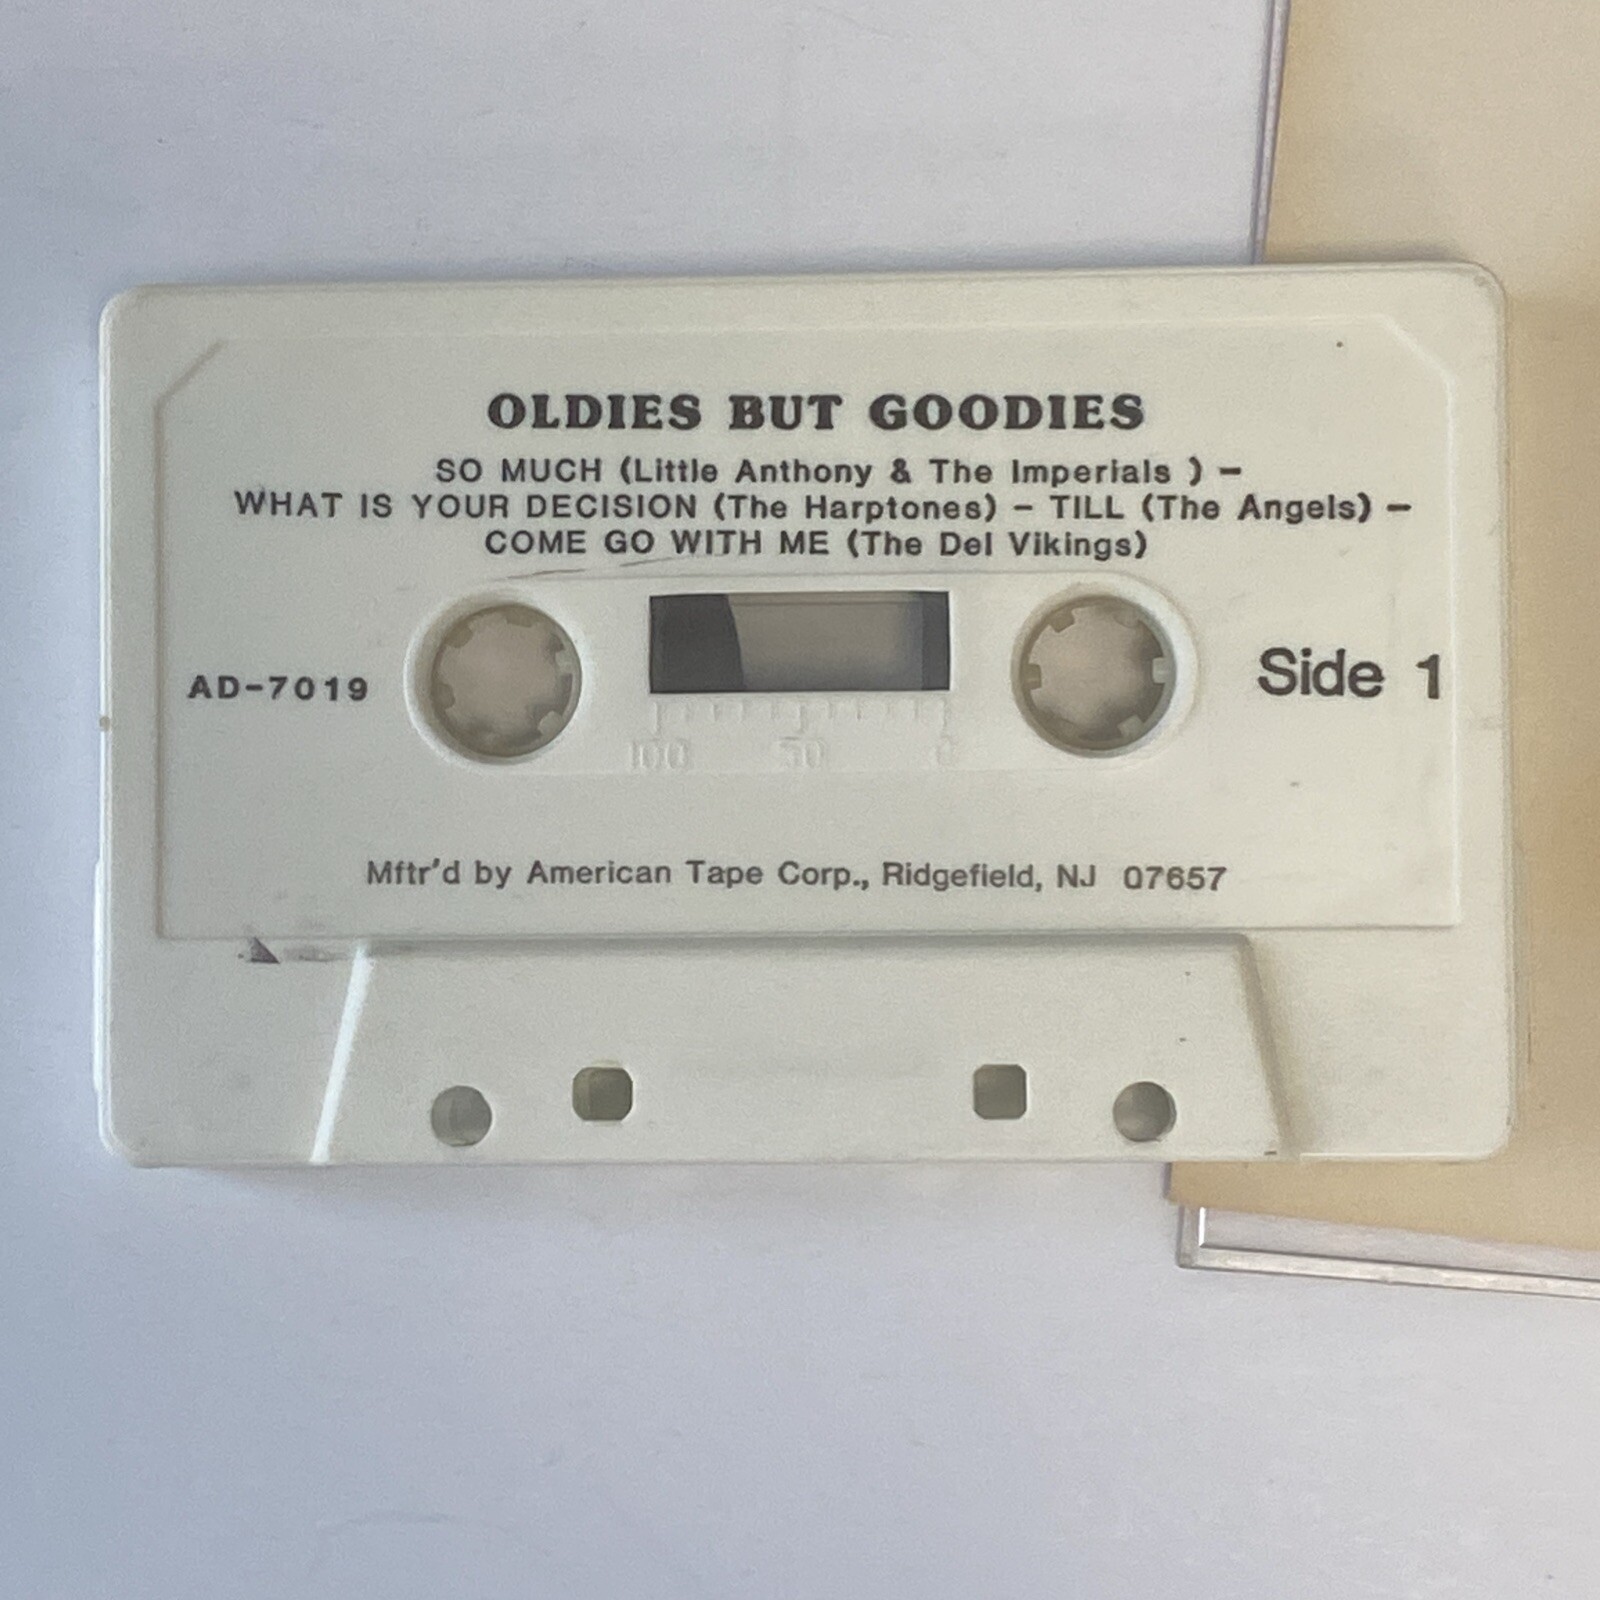 OLDIES BUT GOODIES
SO MUCH (Little Anthony & The Imperials ) –
WHAT IS YOUR DECISION (The Harptones) – TILL (The Angels) –
COME GO WITH ME (The Del Vikings)
AD-7019
Side 1
100 50 0
Mftr'd by American Tape Corp., Ridgefield, NJ 07657